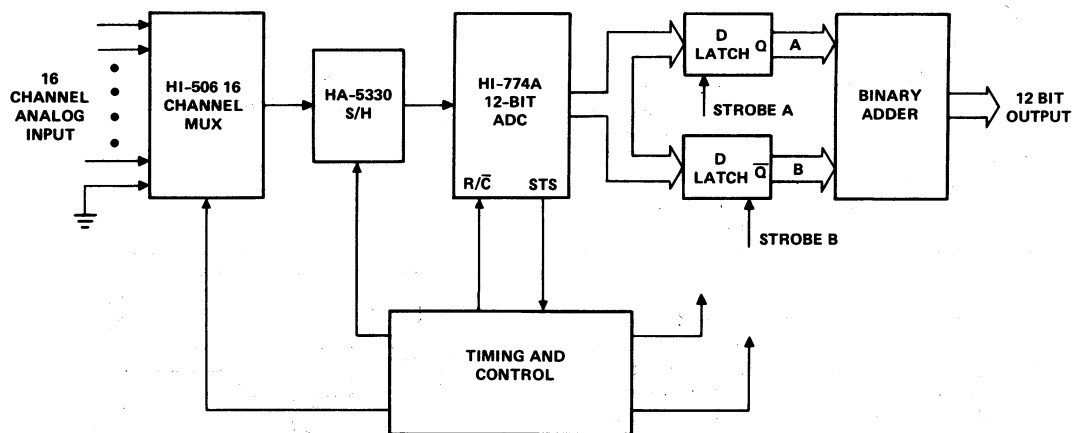 16
CHANNEL
ANALOG
INPUT
HI-506 16
CHANNEL
MUX
HA-5330
S/H
HI-774A
12-BIT
ADC
R/C̅
STS
D
LATCH
Q
A
STROBE A
D
LATCH
Q̅
B
STROBE B
BINARY
ADDER
12 BIT
OUTPUT
TIMING AND
CONTROL